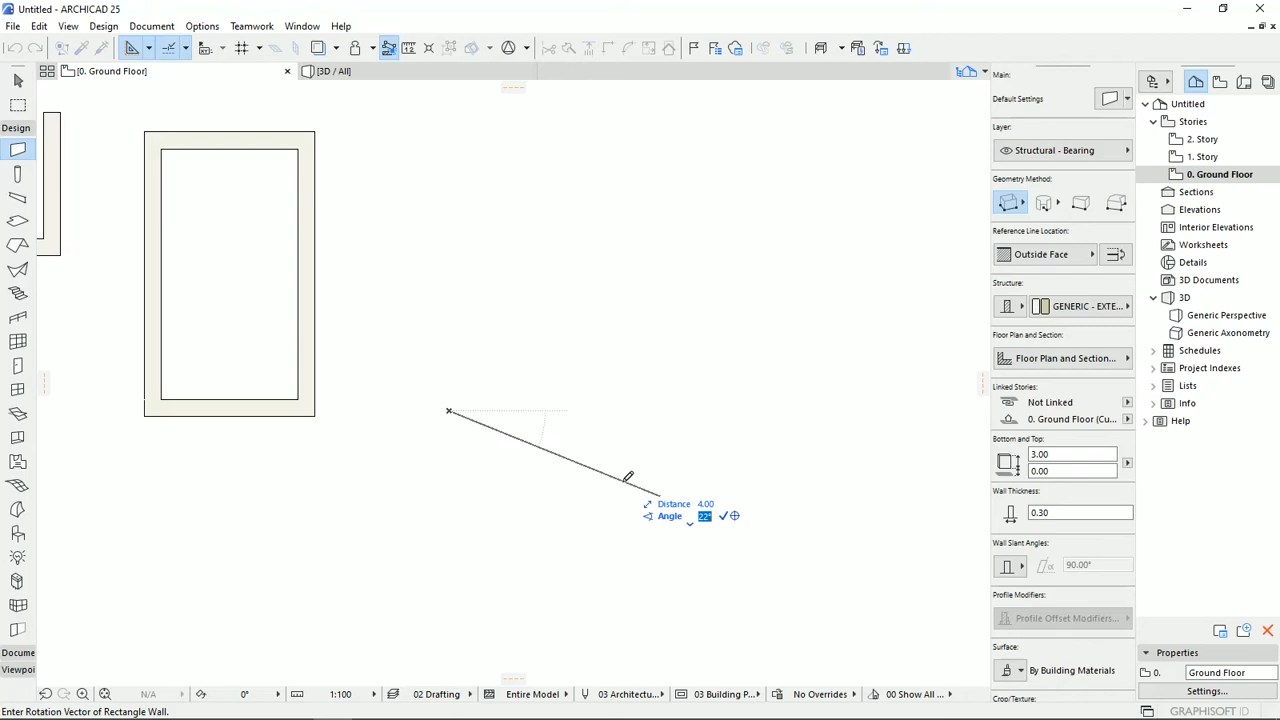 Untitled - ARCHICAD 25
File Edit View Design Document Options Teamwork Window Help
[0. Ground Floor]
[3D / All]
Design
Docume
Viewpoi
Distance 4.00
Angle 22°
Main:
Default Settings
Layer:
Structural - Bearing
Geometry Method:
Reference Line Location:
Outside Face
Structure:
GENERIC - EXTE...
Floor Plan and Section:
Floor Plan and Section...
Linked Stories:
Not Linked
0. Ground Floor (Cu...
Bottom and Top:
3.00
0.00
Wall Thickness:
0.30
Wall Slant Angles:
90.00°
Profile Modifiers:
Profile Offset Modifiers...
Surface:
By Building Materials
Crop/Texture:
Untitled
Stories
2. Story
1. Story
0. Ground Floor
Sections
Elevations
Interior Elevations
Worksheets
Details
3D Documents
3D
Generic Perspective
Generic Axonometry
Schedules
Project Indexes
Lists
Info
Help
Properties
0. Ground Floor
Settings...
N/A 0° 1:100 02 Drafting Entire Model 03 Architectu... 03 Building P... No Overrides 00 Show All ...
Enter Rotation Vector of Rectangle Wall.
GRAPHISOFT ID